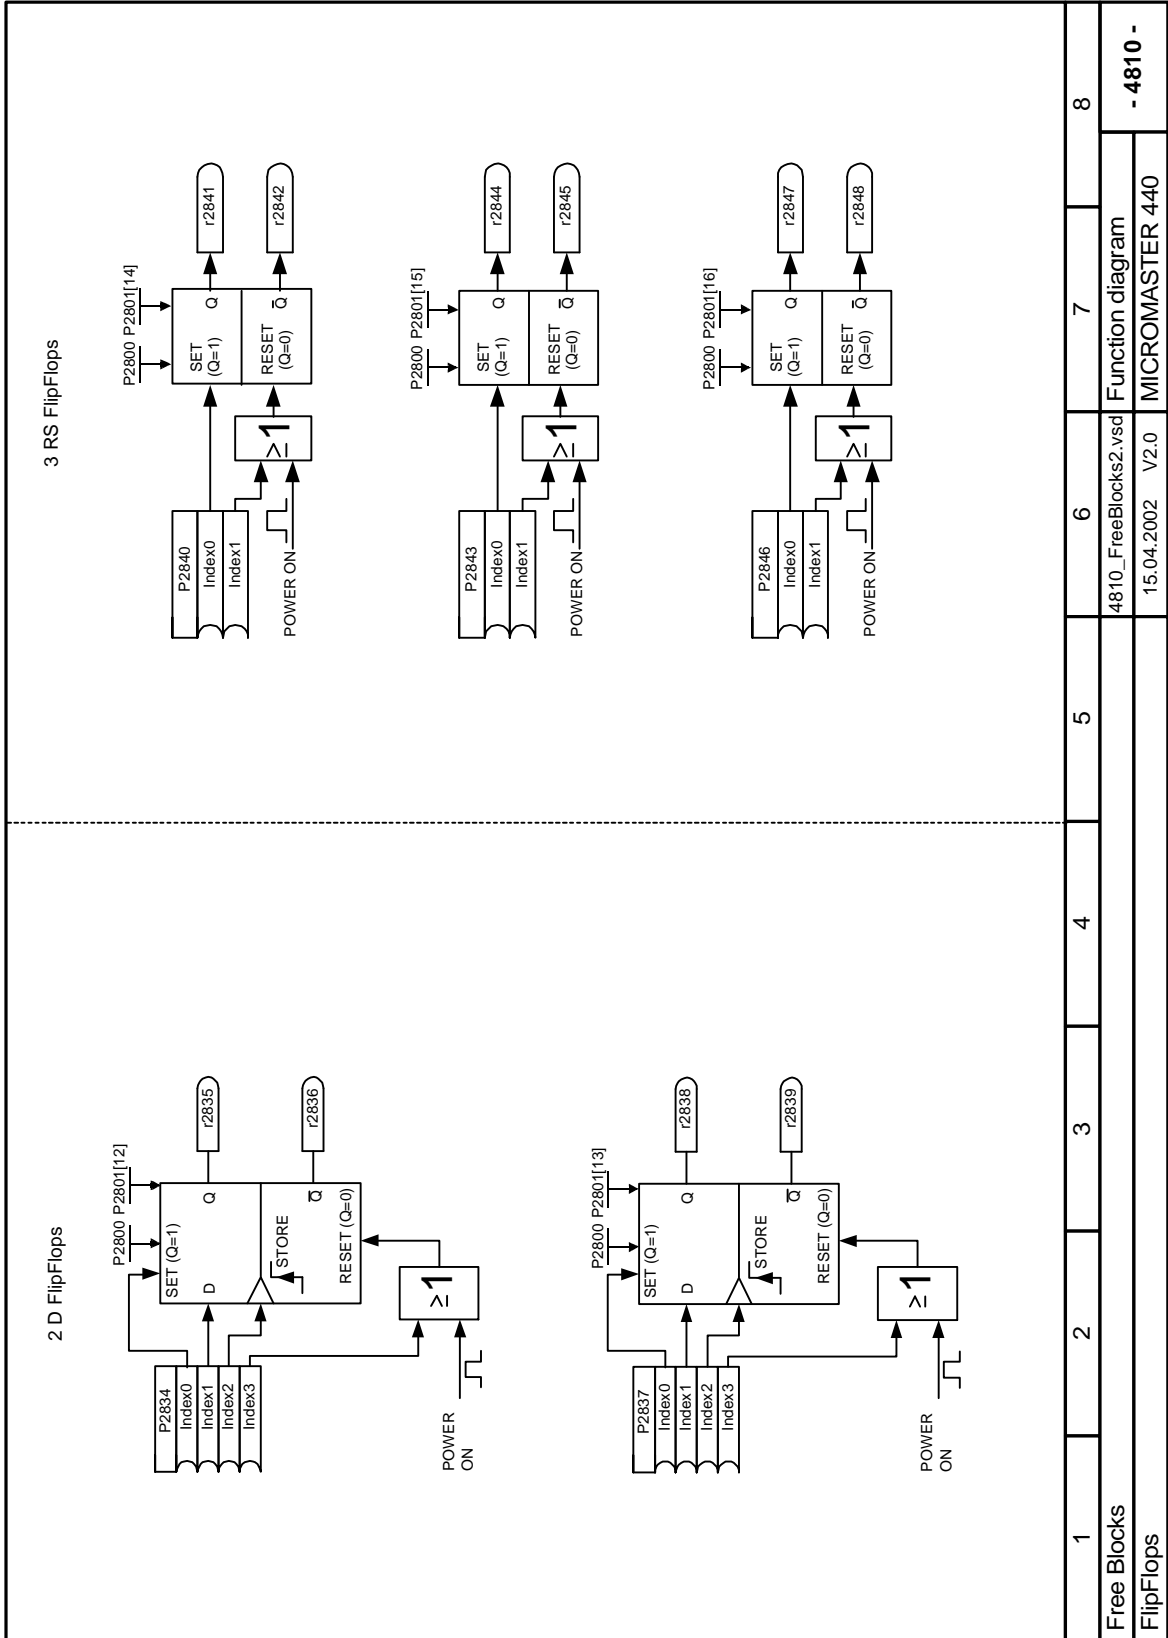 2 D FlipFlops
P2800 P2801[12]
P2834
Index0
Index1
Index2
Index3
SET (Q=1)
D
Q
STORE
Q
RESET (Q=0)
POWER
ON
≥1
r2835
r2836
P2800 P2801[13]
P2837
Index0
Index1
Index2
Index3
SET (Q=1)
D
Q
STORE
Q
RESET (Q=0)
POWER
ON
≥1
r2838
r2839
3 RS FlipFlops
P2800 P2801[14]
P2840
Index0
Index1
POWER ON
≥1
SET
(Q=1)
Q
RESET
(Q=0)
Q
r2841
r2842
P2800 P2801[15]
P2843
Index0
Index1
POWER ON
≥1
SET
(Q=1)
Q
RESET
(Q=0)
Q
r2844
r2845
P2800 P2801[16]
P2846
Index0
Index1
POWER ON
≥1
SET
(Q=1)
Q
RESET
(Q=0)
Q
r2847
r2848
1 2 3 4 5 6 7 8
Free Blocks 4810_FreeBlocks2.vsd Function diagram - 4810 -
FlipFlops 15.04.2002 V2.0 MICROMASTER 440